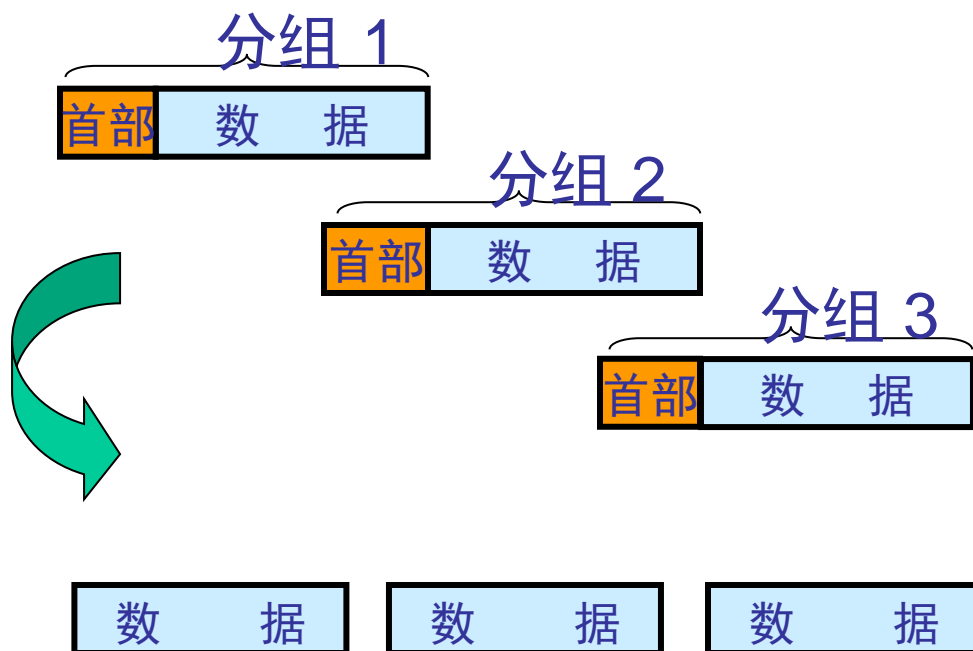 分组 1
首部 数 据
分组 2
首部 数 据
分组 3
首部 数 据
数 据 数 据 数 据